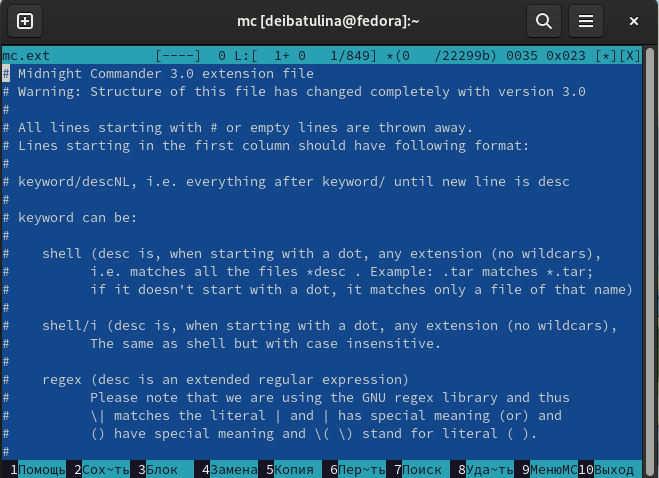 mc [deibatulina@fedora]:~
mc.ext [----] 0 L:[ 1+ 0 1/849] *(0 /22299b) 0035 0x023 [*][X]
# Midnight Commander 3.0 extension file
# Warning: Structure of this file has changed completely with version 3.0
#
# All lines starting with # or empty lines are thrown away.
# Lines starting in the first column should have following format:
#
# keyword/descNL, i.e. everything after keyword/ until new line is desc
#
# keyword can be:
#
#    shell (desc is, when starting with a dot, any extension (no wildcars),
#          i.e. matches all the files *desc . Example: .tar matches *.tar;
#          if it doesn't start with a dot, it matches only a file of that name)
#
#    shell/i (desc is, when starting with a dot, any extension (no wildcars),
#          The same as shell but with case insensitive.
#
#    regex (desc is an extended regular expression)
#          Please note that we are using the GNU regex library and thus
#          \| matches the literal | and | has special meaning (or) and
#          () have special meaning and \( \) stand for literal ( ).
#
1Помощь 2Сох~ть 3Блок 4Замена 5Копия 6Пер~ть 7Поиск 8Уда~ть 9МенюMC 10Выход